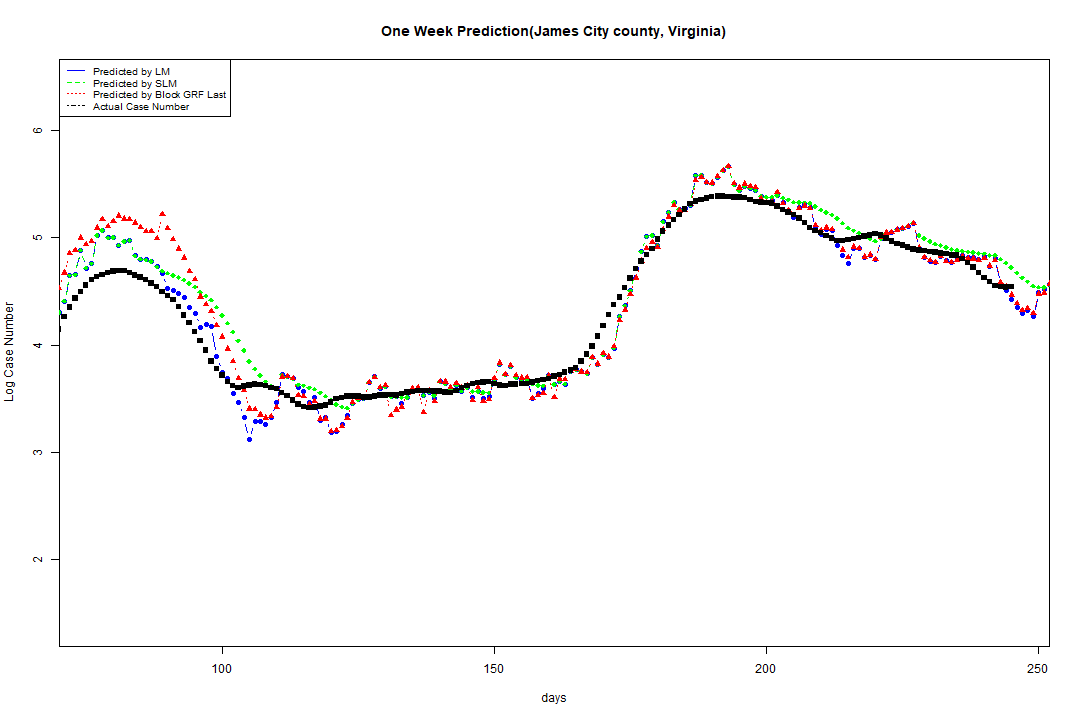 One Week Prediction(James City county, Virginia)
Predicted by LM
Predicted by SLM
Predicted by Block GRF Last
Actual Case Number
6
5
4
3
2
Log Case Number
100
150
200
250
days